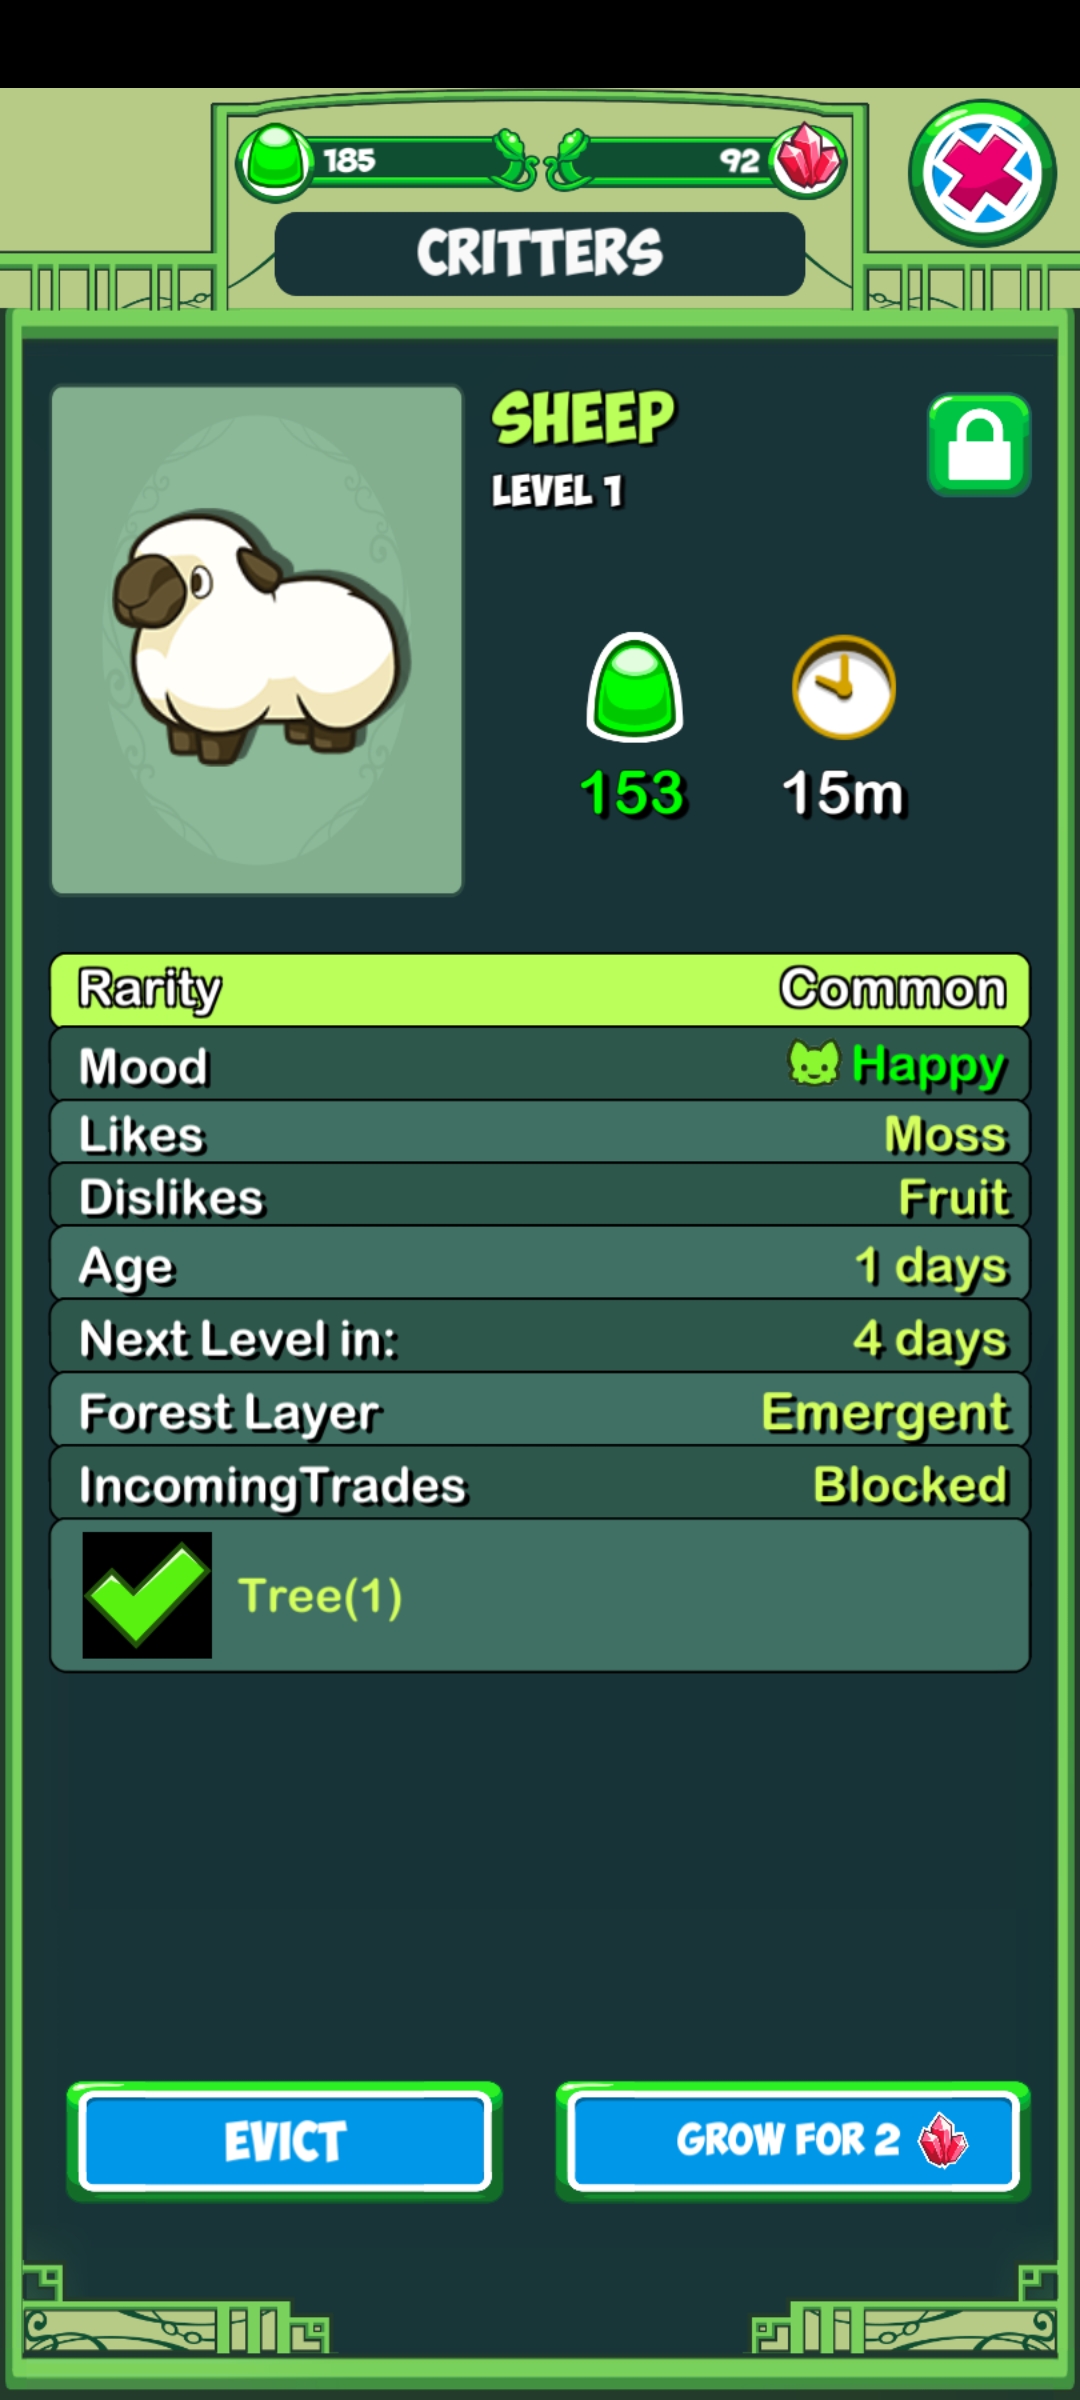 185
92
CRITTERS
SHEEP
LEVEL 1
153
15m
Rarity Common
Mood Happy
Likes Moss
Dislikes Fruit
Age 1 days
Next Level in: 4 days
Forest Layer Emergent
IncomingTrades Blocked
Tree(1)
EVICT
GROW FOR 2